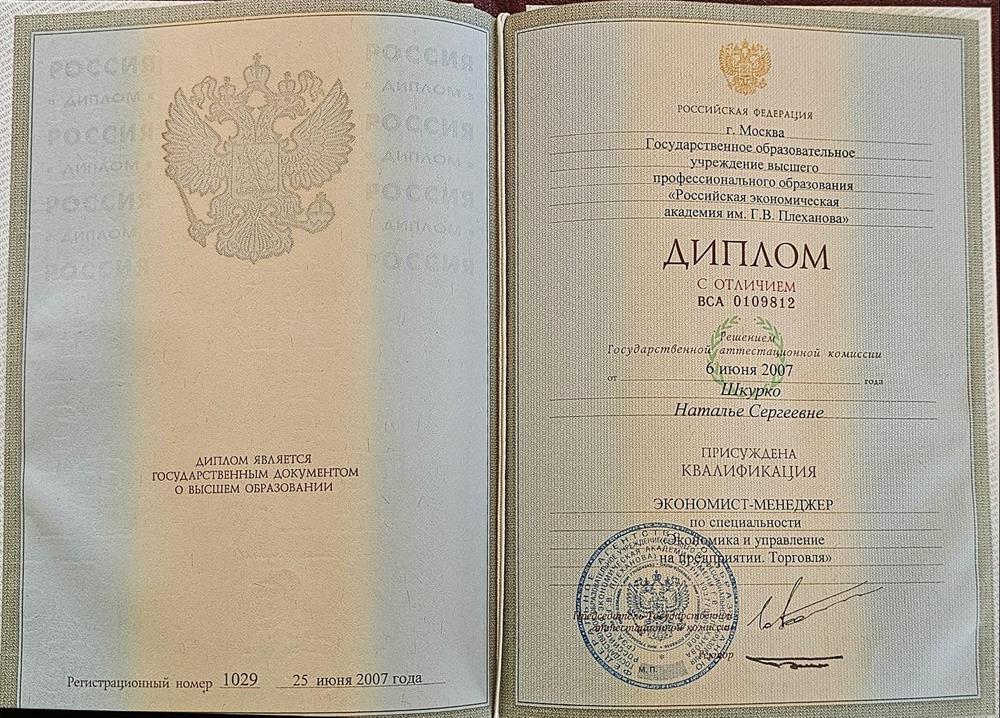 РОССИЯ РОССИЯ
ДИПЛОМ ДИПЛОМ
РОССИЯ РОССИЯ
ДИПЛОМ ДИПЛОМ
РОССИЯ РОССИЯ
ДИПЛОМ ДИПЛОМ
РОССИЯ РОССИЯ
ДИПЛОМ ЯВЛЯЕТСЯ
ГОСУДАРСТВЕННЫМ ДОКУМЕНТОМ
О ВЫСШЕМ ОБРАЗОВАНИИ
Регистрационный номер 1029 25 июня 2007 года
РОССИЙСКАЯ ФЕДЕРАЦИЯ
г. Москва
Государственное образовательное
учреждение высшего
профессионального образования
«Российская экономическая
академия им. Г.В. Плеханова»
ДИПЛОМ
С ОТЛИЧИЕМ
ВСА 0109812
Решением
Государственной аттестационной комиссии
от 6 июня 2007 года
Шкурко
Наталье Сергеевне
ПРИСУЖДЕНА
КВАЛИФИКАЦИЯ
ЭКОНОМИСТ-МЕНЕДЖЕР
по специальности
«Экономика и управление
на предприятии. Торговля»
Председатель Государственной
аттестационной комиссии
Ректор
М.П.